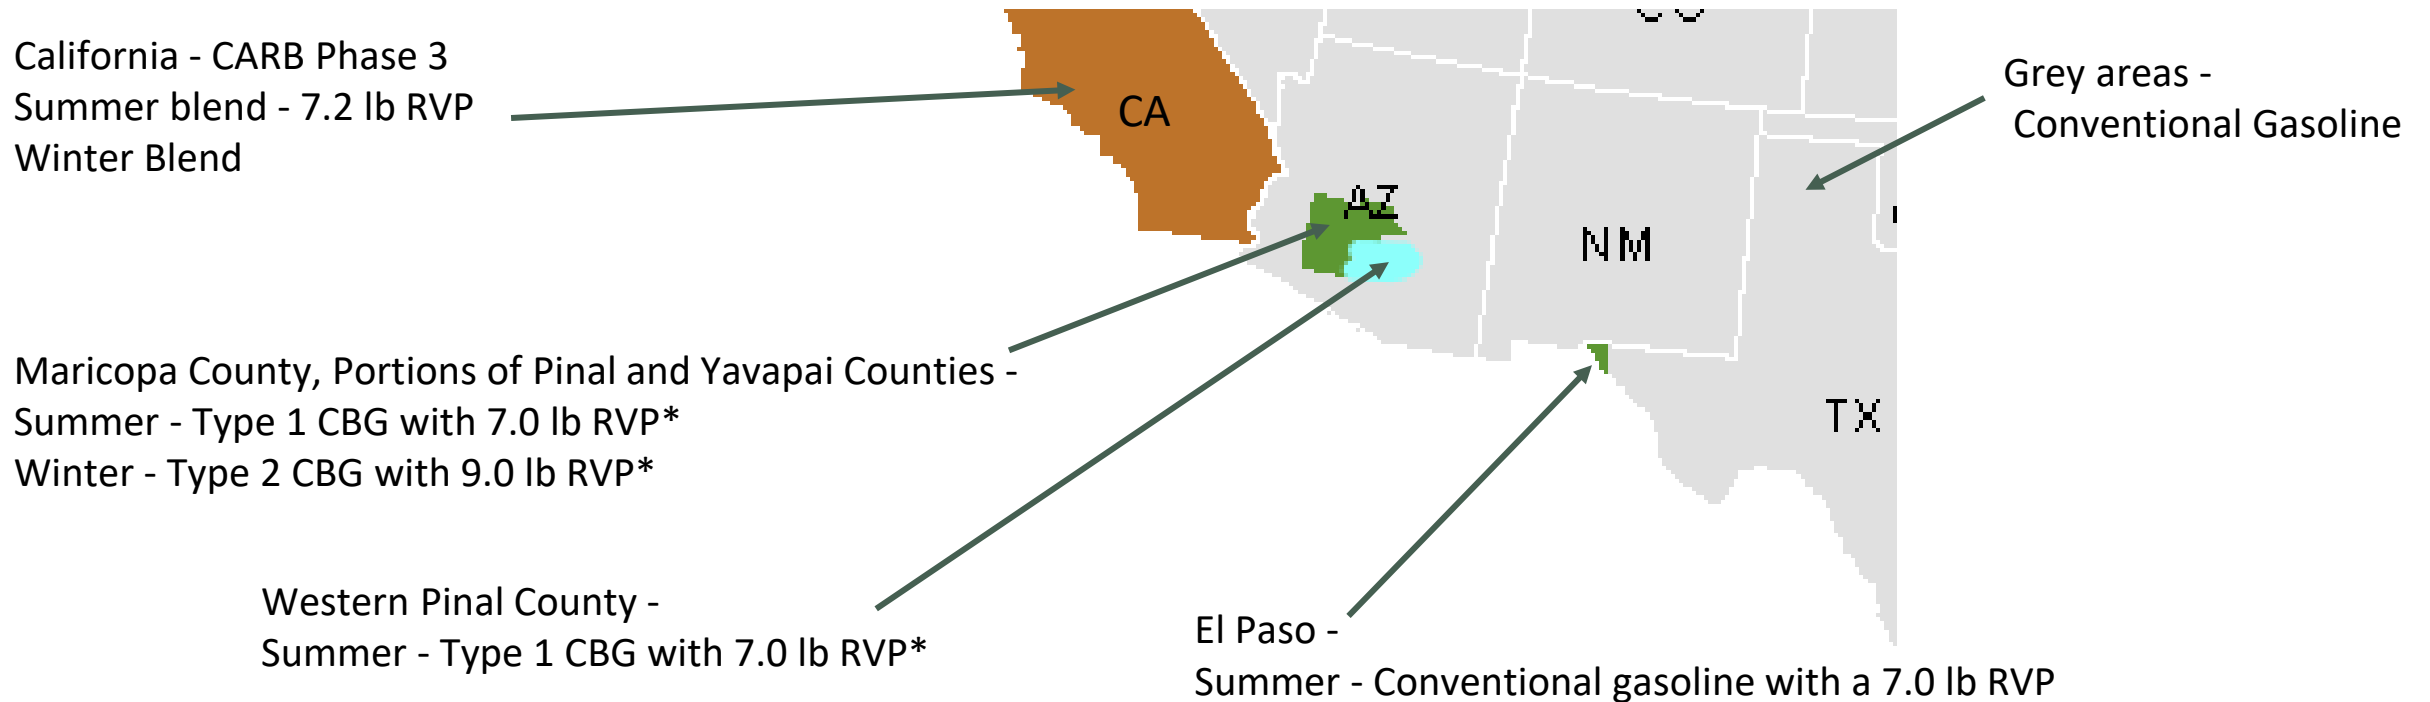 California - CARB Phase 3
Summer blend - 7.2 lb RVP
Winter Blend
CA
AZ
NM
TX
Grey areas -
Conventional Gasoline
Maricopa County, Portions of Pinal and Yavapai Counties -
Summer - Type 1 CBG with 7.0 lb RVP*
Winter - Type 2 CBG with 9.0 lb RVP*
Western Pinal County -
Summer - Type 1 CBG with 7.0 lb RVP*
El Paso -
Summer - Conventional gasoline with a 7.0 lb RVP